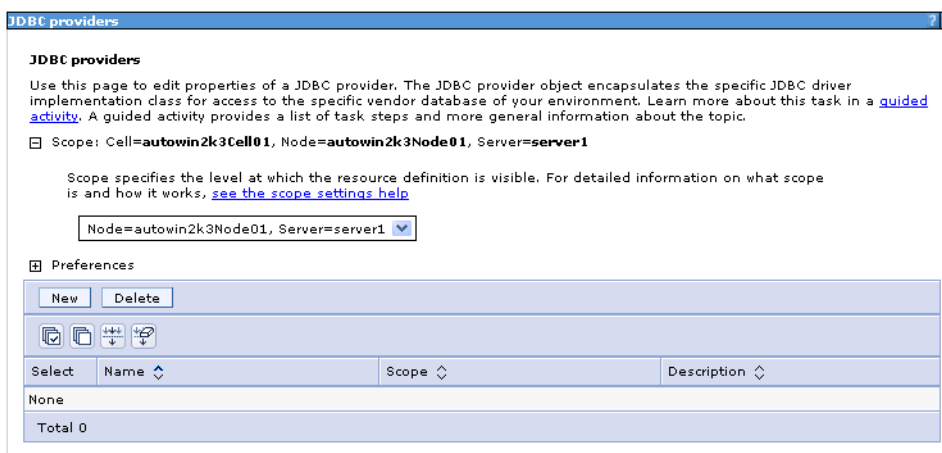 JDBC providers ?
JDBC providers
Use this page to edit properties of a JDBC provider. The JDBC provider object encapsulates the specific JDBC driver
implementation class for access to the specific vendor database of your environment. Learn more about this task in a guided
activity. A guided activity provides a list of task steps and more general information about the topic.
Scope: Cell=autowin2k3Cell01, Node=autowin2k3Node01, Server=server1
Scope specifies the level at which the resource definition is visible. For detailed information on what scope
is and how it works, see the scope settings help
Node=autowin2k3Node01, Server=server1
Preferences
New Delete
Select Name Scope Description
None
Total 0